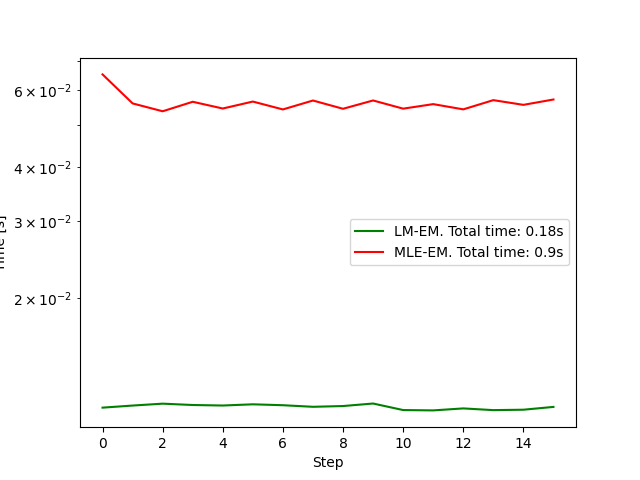 6 × 10⁻²
4 × 10⁻²
3 × 10⁻²
2 × 10⁻²
LM-EM. Total time: 0.18s
MLE-EM. Total time: 0.9s
0 2 4 6 8 10 12 14
Step